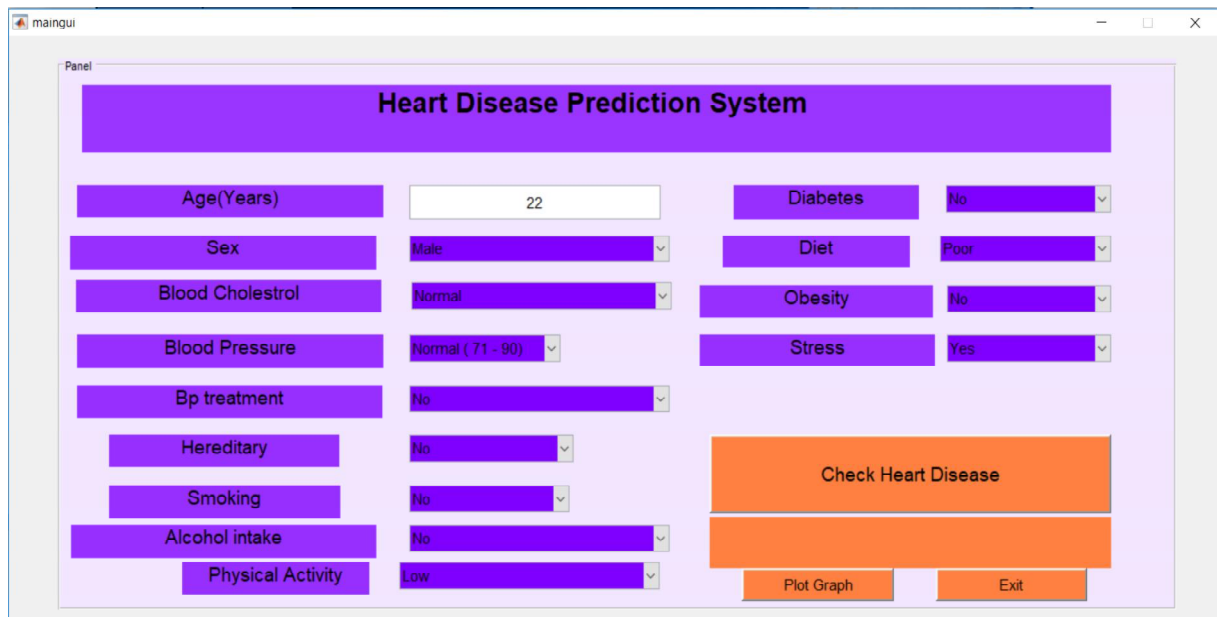 maingui
Panel
Heart Disease Prediction System
Age(Years) 22 Diabetes No
Sex Male Diet Poor
Blood Cholestrol Normal Obesity No
Blood Pressure Normal ( 71 - 90) Stress Yes
Bp treatment No
Hereditary No
Check Heart Disease
Smoking No
Alcohol intake No
Physical Activity Low
Plot Graph Exit